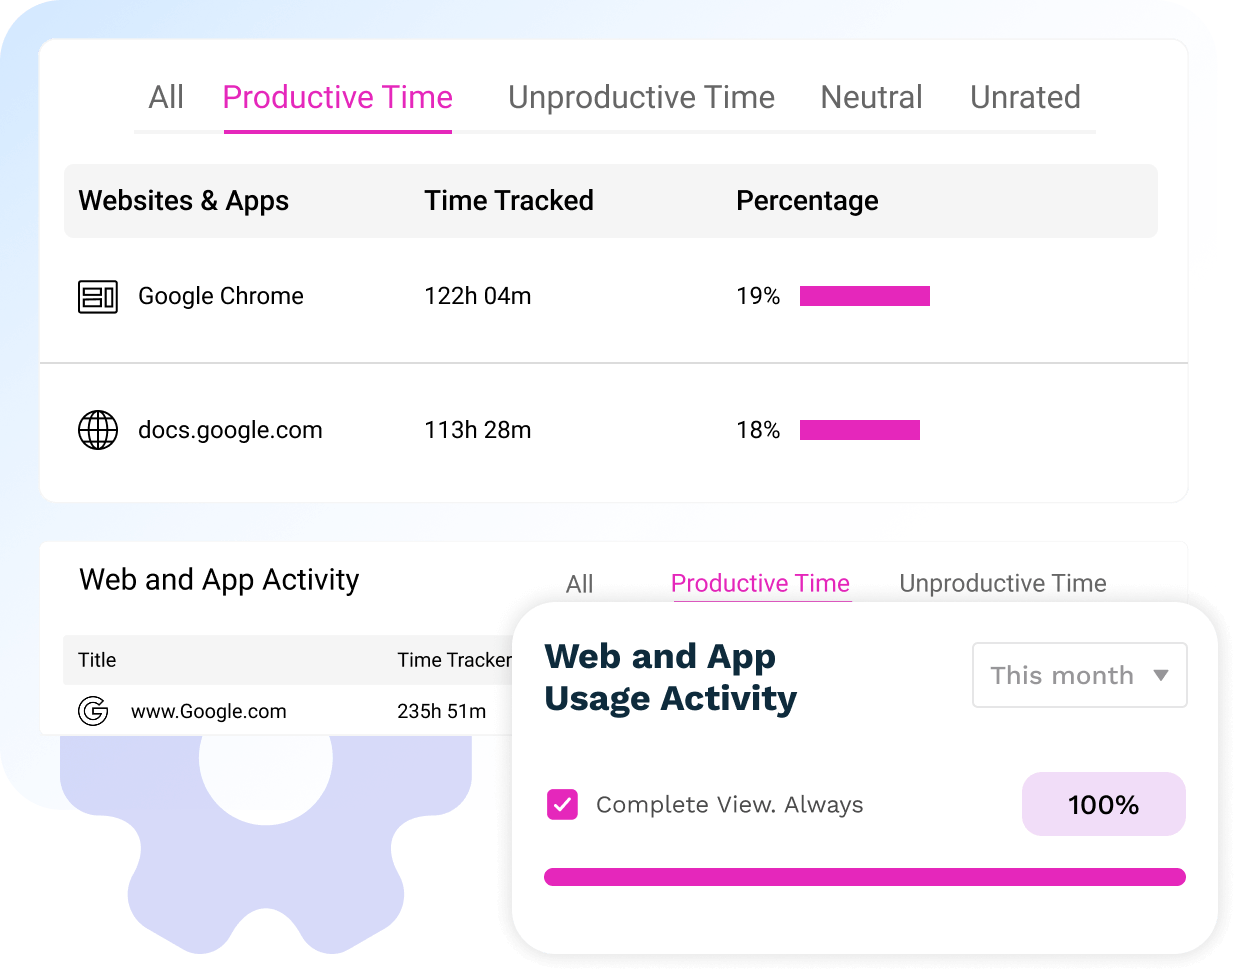 All Productive Time Unproductive Time Neutral Unrated
Websites & Apps Time Tracked Percentage
Google Chrome 122h 04m 19%
docs.google.com 113h 28m 18%
Web and App Activity All Productive Time Unproductive Time
Title Time Tracker
www.Google.com 235h 51m
Web and App
Usage Activity
This month
Complete View. Always 100%